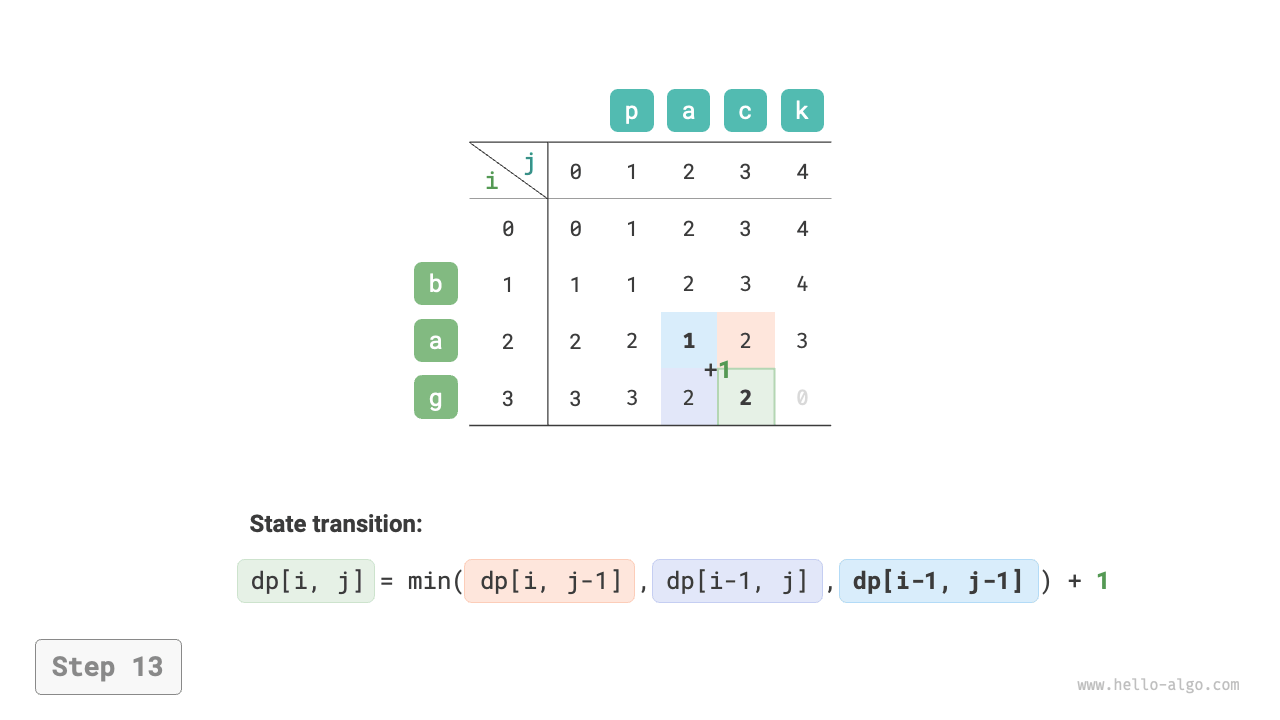 p a c k
j
i
0 1 2 3 4
0 0 1 2 3 4
b 1 1 1 2 3 4
a 2 2 2 1 2 3
+1
g 3 3 3 2 2 0
State transition:
dp[i, j] = min( dp[i, j-1] , dp[i-1, j] , dp[i-1, j-1] ) + 1
Step 13
www.hello-algo.com